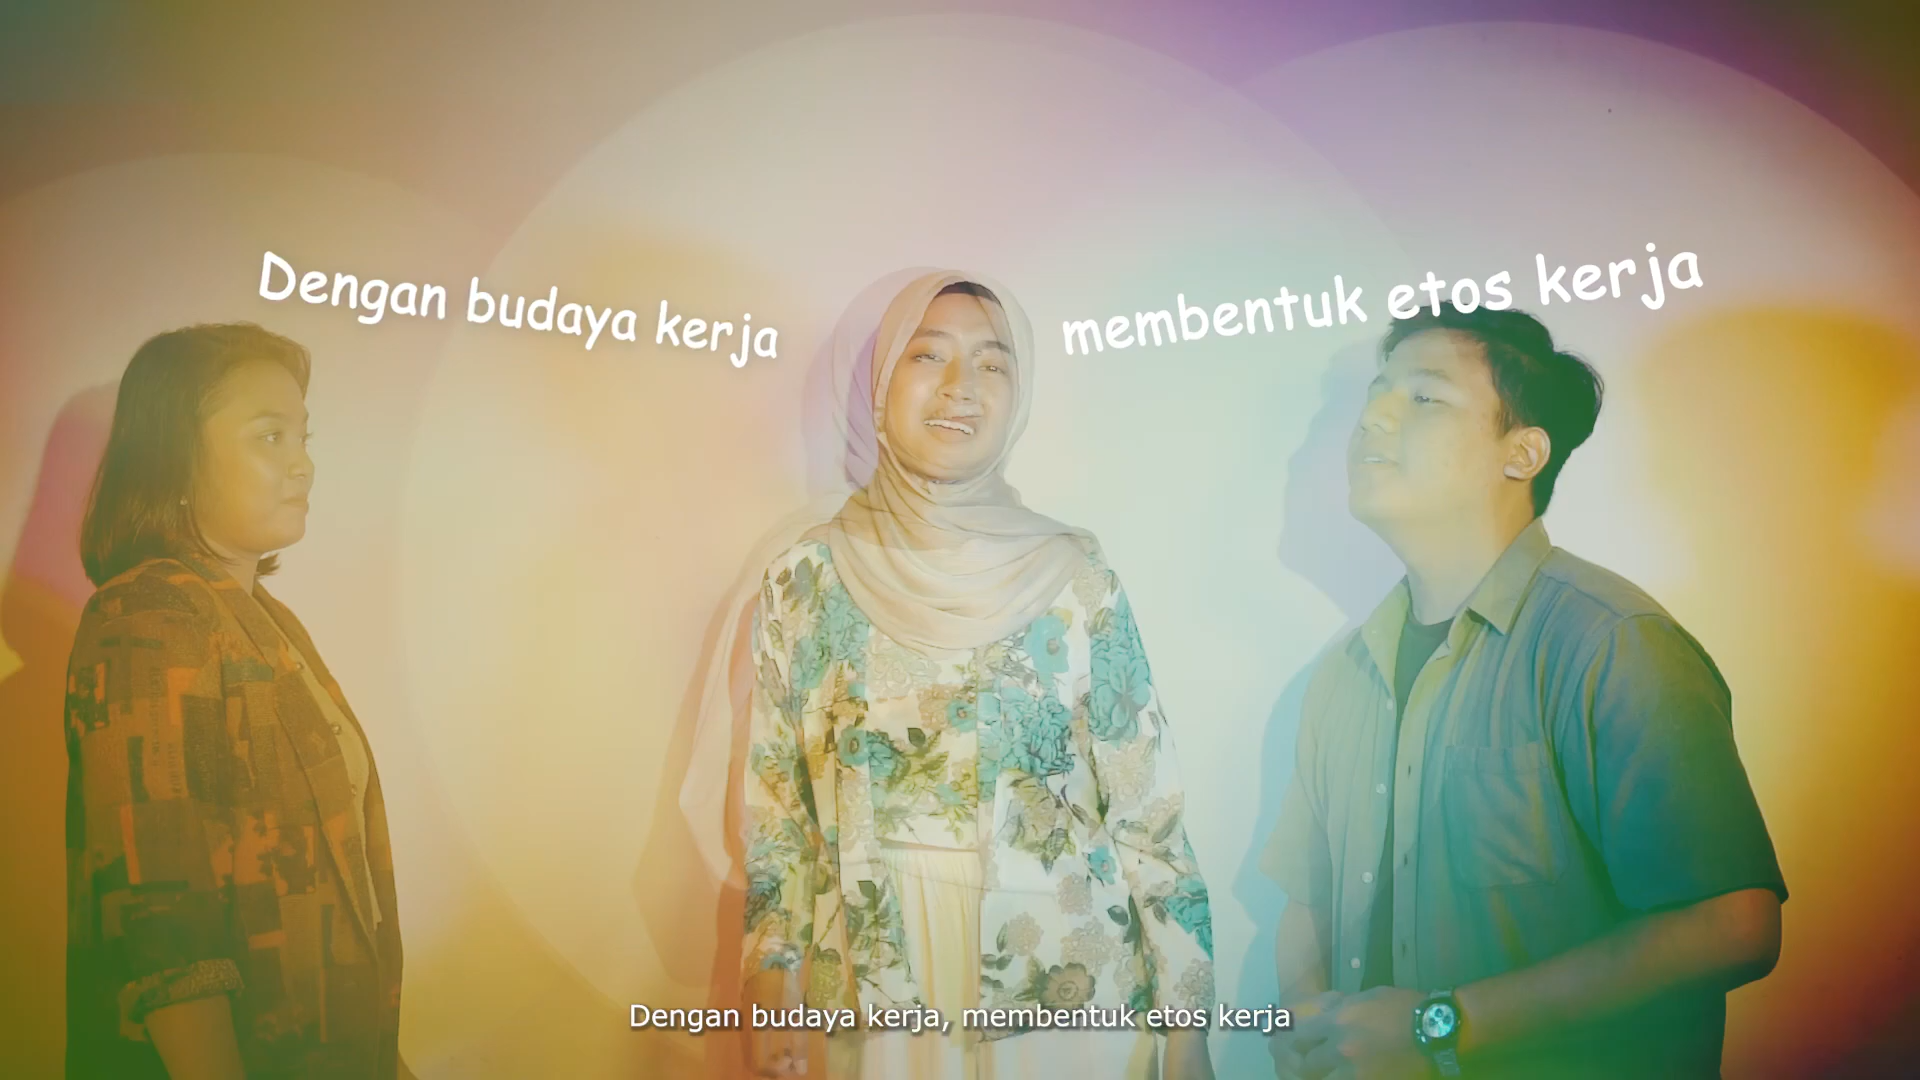 Dengan budaya kerja
membentuk etos kerja
Dengan budaya kerja, membentuk etos kerja